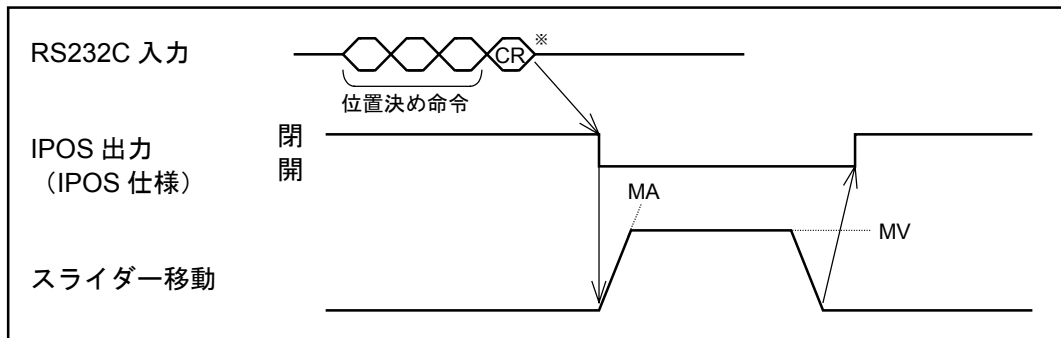 RS232C 入力
CR
※
位置決め命令
IPOS 出力
（IPOS 仕様）
閉
開
MA
MV
スライダー移動